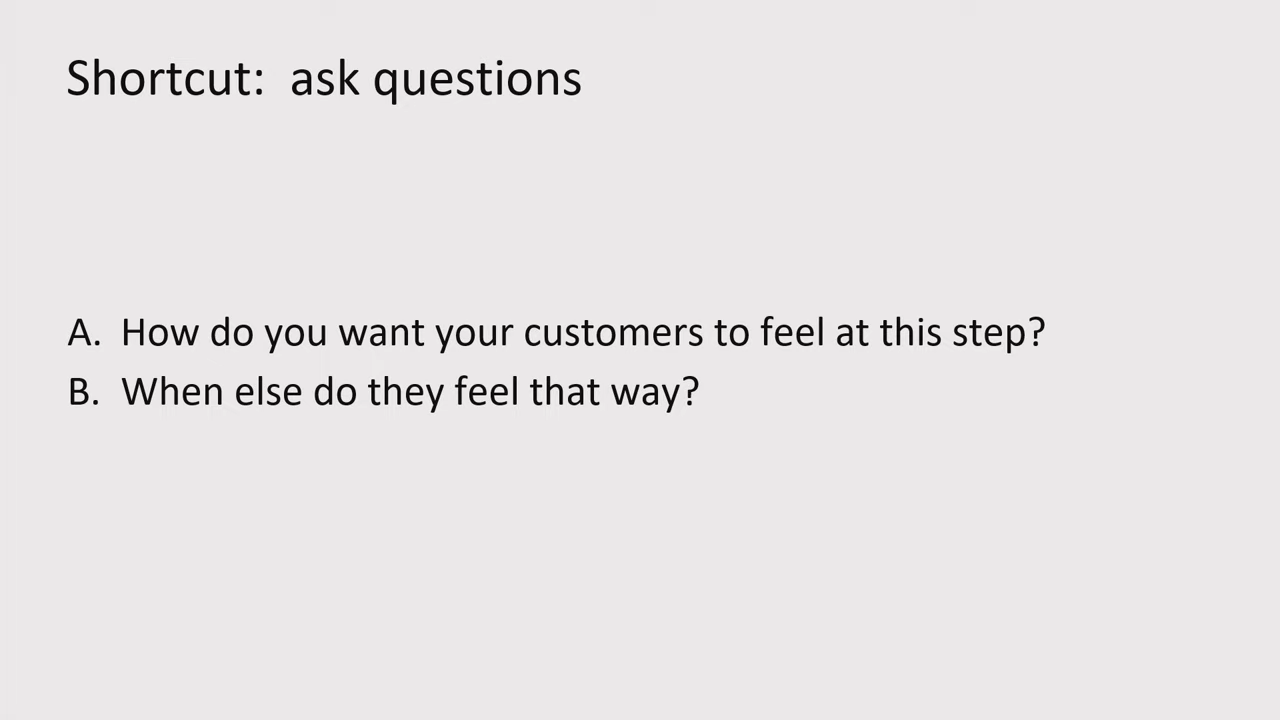 Shortcut:  ask questions
A. How do you want your customers to feel at this step?
B. When else do they feel that way?